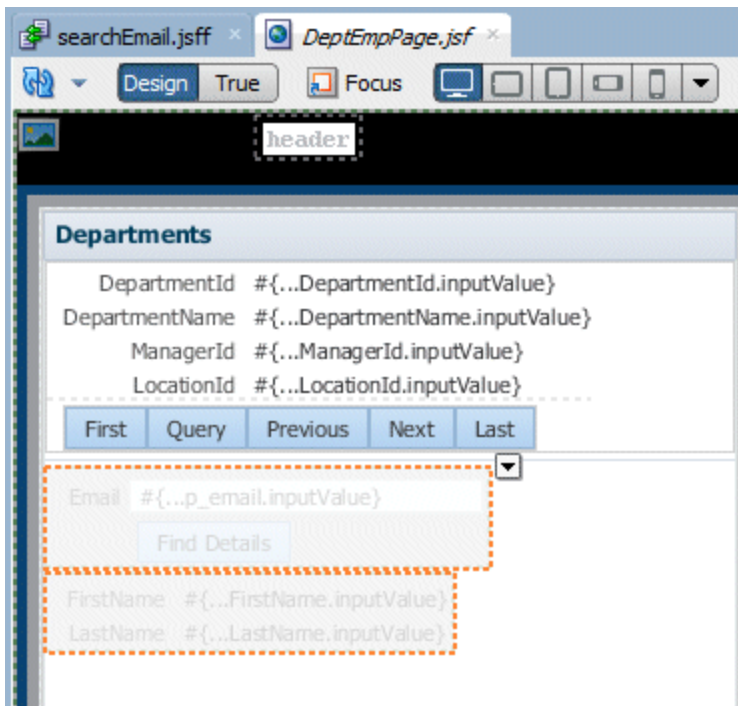 searchEmail.jsff × DeptEmpPage.jsf ×
Design True Focus
header
Departments
DepartmentId #{...DepartmentId.inputValue}
DepartmentName #{...DepartmentName.inputValue}
ManagerId #{...ManagerId.inputValue}
LocationId #{...LocationId.inputValue}
First Query Previous Next Last
Email #{...p_email.inputValue}
Find Details
FirstName #{...FirstName.inputValue}
LastName #{...LastName.inputValue}